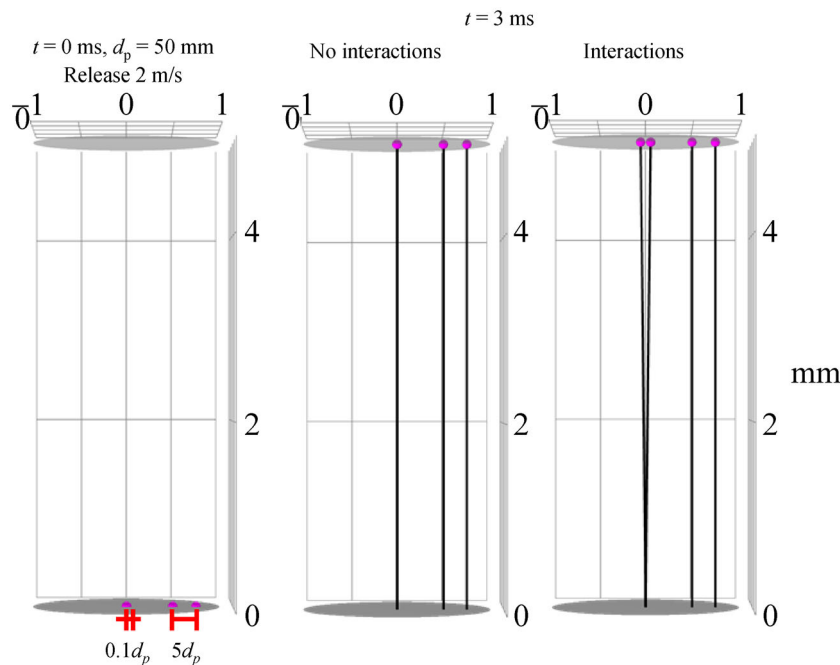 t = 3 ms
t = 0 ms, dp = 50 mm
Release 2 m/s
No interactions
Interactions
-1 0 1
-1 0 1
-1 0 1
0
0
0
4
4
4
mm
2
2
2
0
0
0
0.1dp
5dp